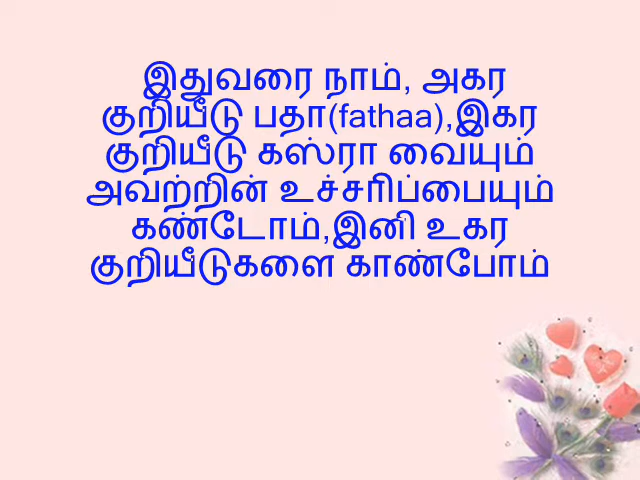 இதுவரை நாம், அகர
குறியீடு பதா(fathaa),இகர
குறியீடு கஸ்ரா வையும்
அவற்றின் உச்சரிப்பையும்
கண்டோம்,இனி உகர
குறியீடுகளை காண்போம்